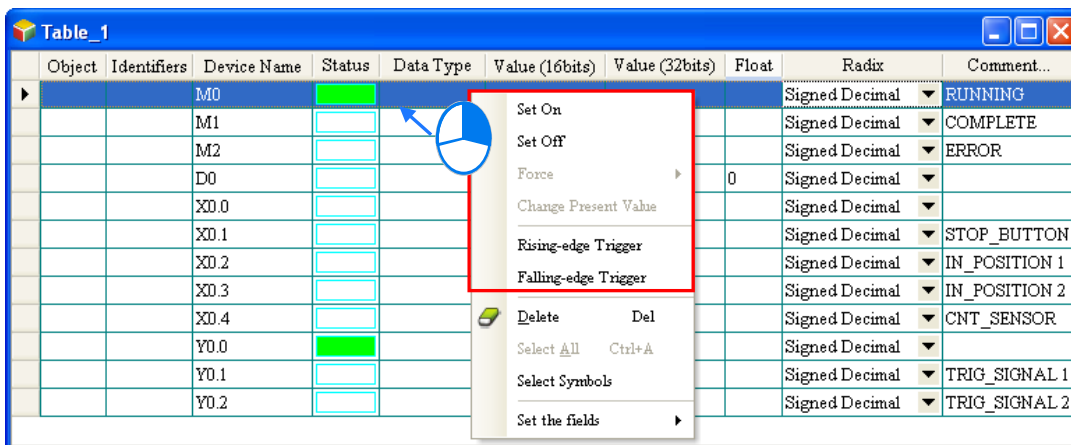 Table_1
Object Identifiers Device Name Status Data Type Value (16bits) Value (32bits) Float Radix Comment...
M0 Signed Decimal RUNNING
M1 Signed Decimal COMPLETE
M2 Signed Decimal ERROR
D0 0 Signed Decimal
X0.0 Signed Decimal
X0.1 Signed Decimal STOP_BUTTON
X0.2 Signed Decimal IN_POSITION 1
X0.3 Signed Decimal IN_POSITION 2
X0.4 Signed Decimal CNT_SENSOR
Y0.0 Signed Decimal
Y0.1 Signed Decimal TRIG_SIGNAL 1
Y0.2 Signed Decimal TRIG_SIGNAL 2
Set On
Set Off
Force
Change Present Value
Rising-edge Trigger
Falling-edge Trigger
Delete Del
Select All Ctrl+A
Select Symbols
Set the fields